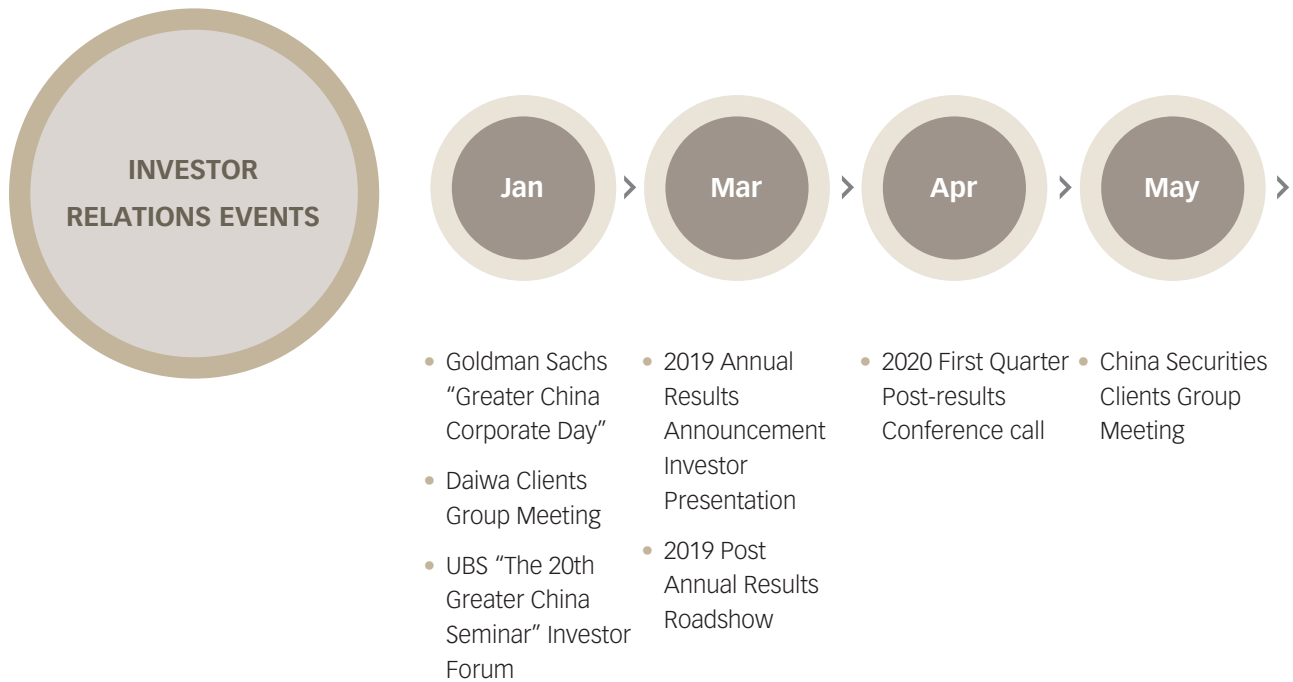 INVESTOR
RELATIONS EVENTS
Jan
Mar
Apr
May
• Goldman Sachs
“Greater China
Corporate Day”
• Daiwa Clients
Group Meeting
• UBS “The 20th
Greater China
Seminar” Investor
Forum
• 2019 Annual
Results
Announcement
Investor
Presentation
• 2019 Post
Annual Results
Roadshow
• 2020 First Quarter
Post-results
Conference call
• China Securities
Clients Group
Meeting